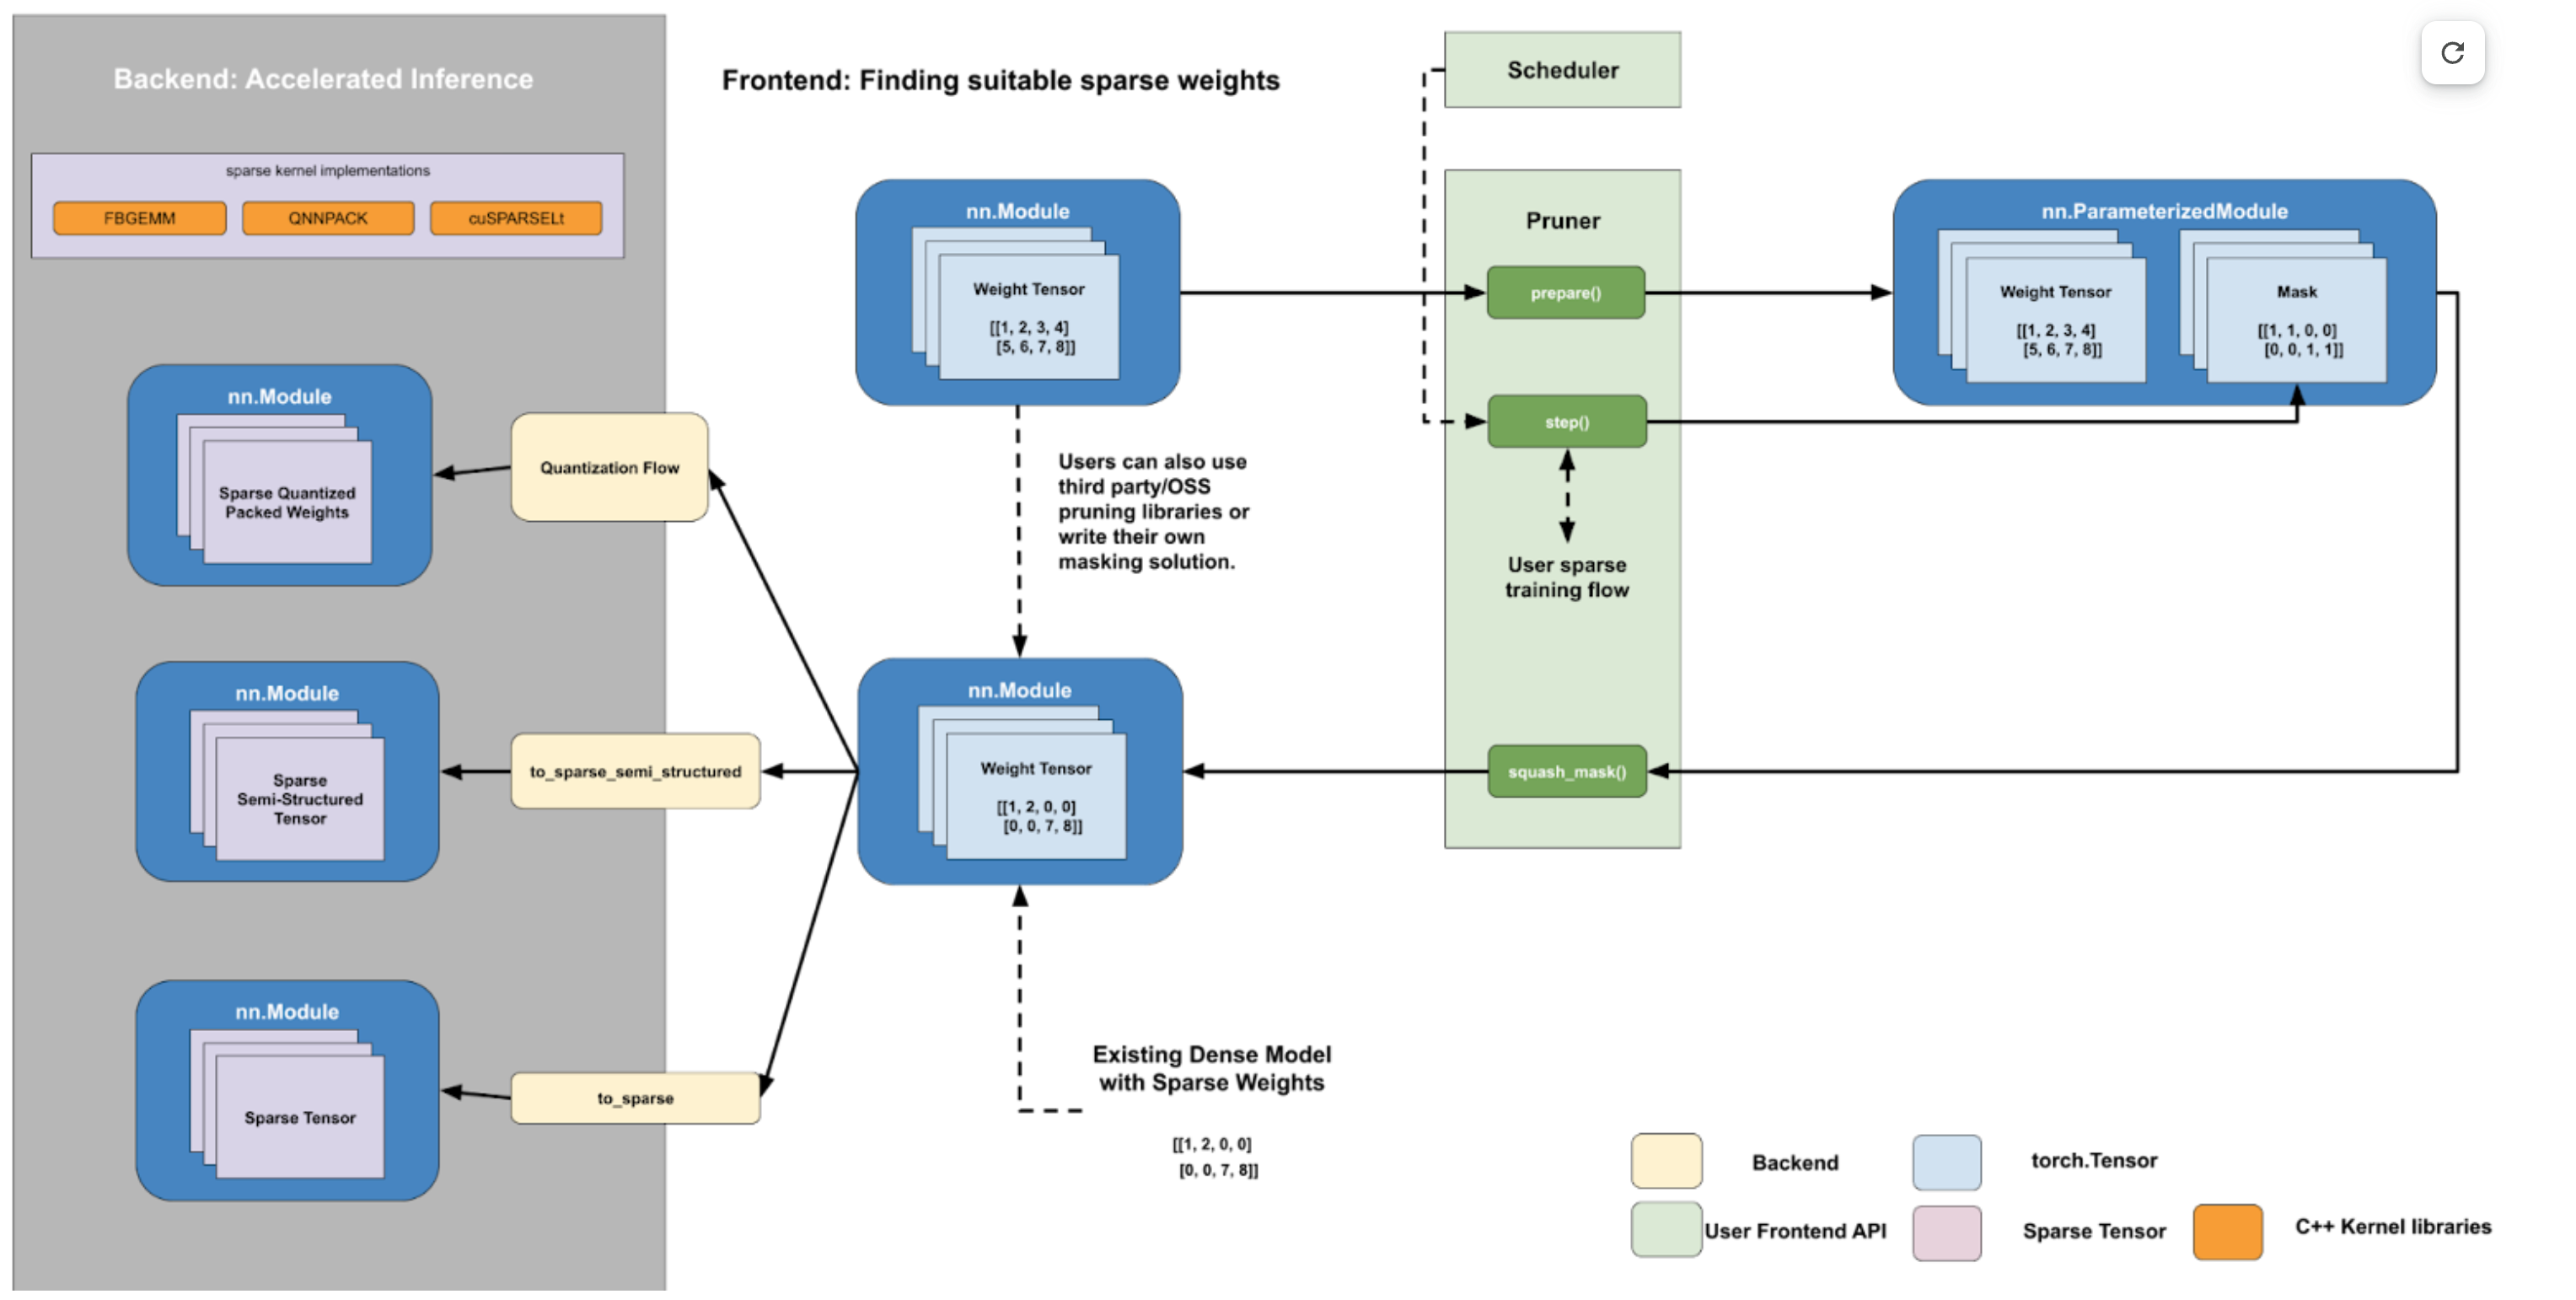 Backend: Accelerated Inference
sparse kernel implementations
FBGEMM
QNNPACK
cuSPARSELt
nn.Module
Sparse Quantized
Packed Weights
Quantization Flow
nn.Module
Sparse
Semi-Structured
Tensor
to_sparse_semi_structured
nn.Module
Sparse Tensor
to_sparse
Frontend: Finding suitable sparse weights
nn.Module
Weight Tensor
[[1, 2, 3, 4]
[5, 6, 7, 8]]
Users can also use
third party/OSS
pruning libraries or
write their own
masking solution.
nn.Module
Weight Tensor
[[1, 2, 0, 0]
[0, 0, 7, 8]]
Existing Dense Model
with Sparse Weights
[[1, 2, 0, 0]
[0, 0, 7, 8]]
Scheduler
Pruner
prepare()
step()
User sparse
training flow
squash_mask()
nn.ParameterizedModule
Weight Tensor
[[1, 2, 3, 4]
[5, 6, 7, 8]]
Mask
[[1, 1, 0, 0]
[0, 0, 1, 1]]
Backend
torch.Tensor
User Frontend API
Sparse Tensor
C++ Kernel libraries